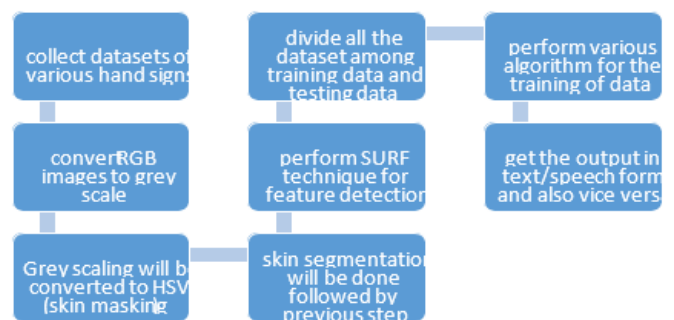 collect datasets of
various hand signs
convert RGB
images to grey
scale
Grey scaling will be
converted to HSV
(skin masking)
skin segmentation
will be done
followed by
previous step
perform SURF
technique for
feature detection
divide all the
dataset among
training data and
testing data
perform various
algorithm for the
training of data
get the output in
text/speech form
and also vice versa